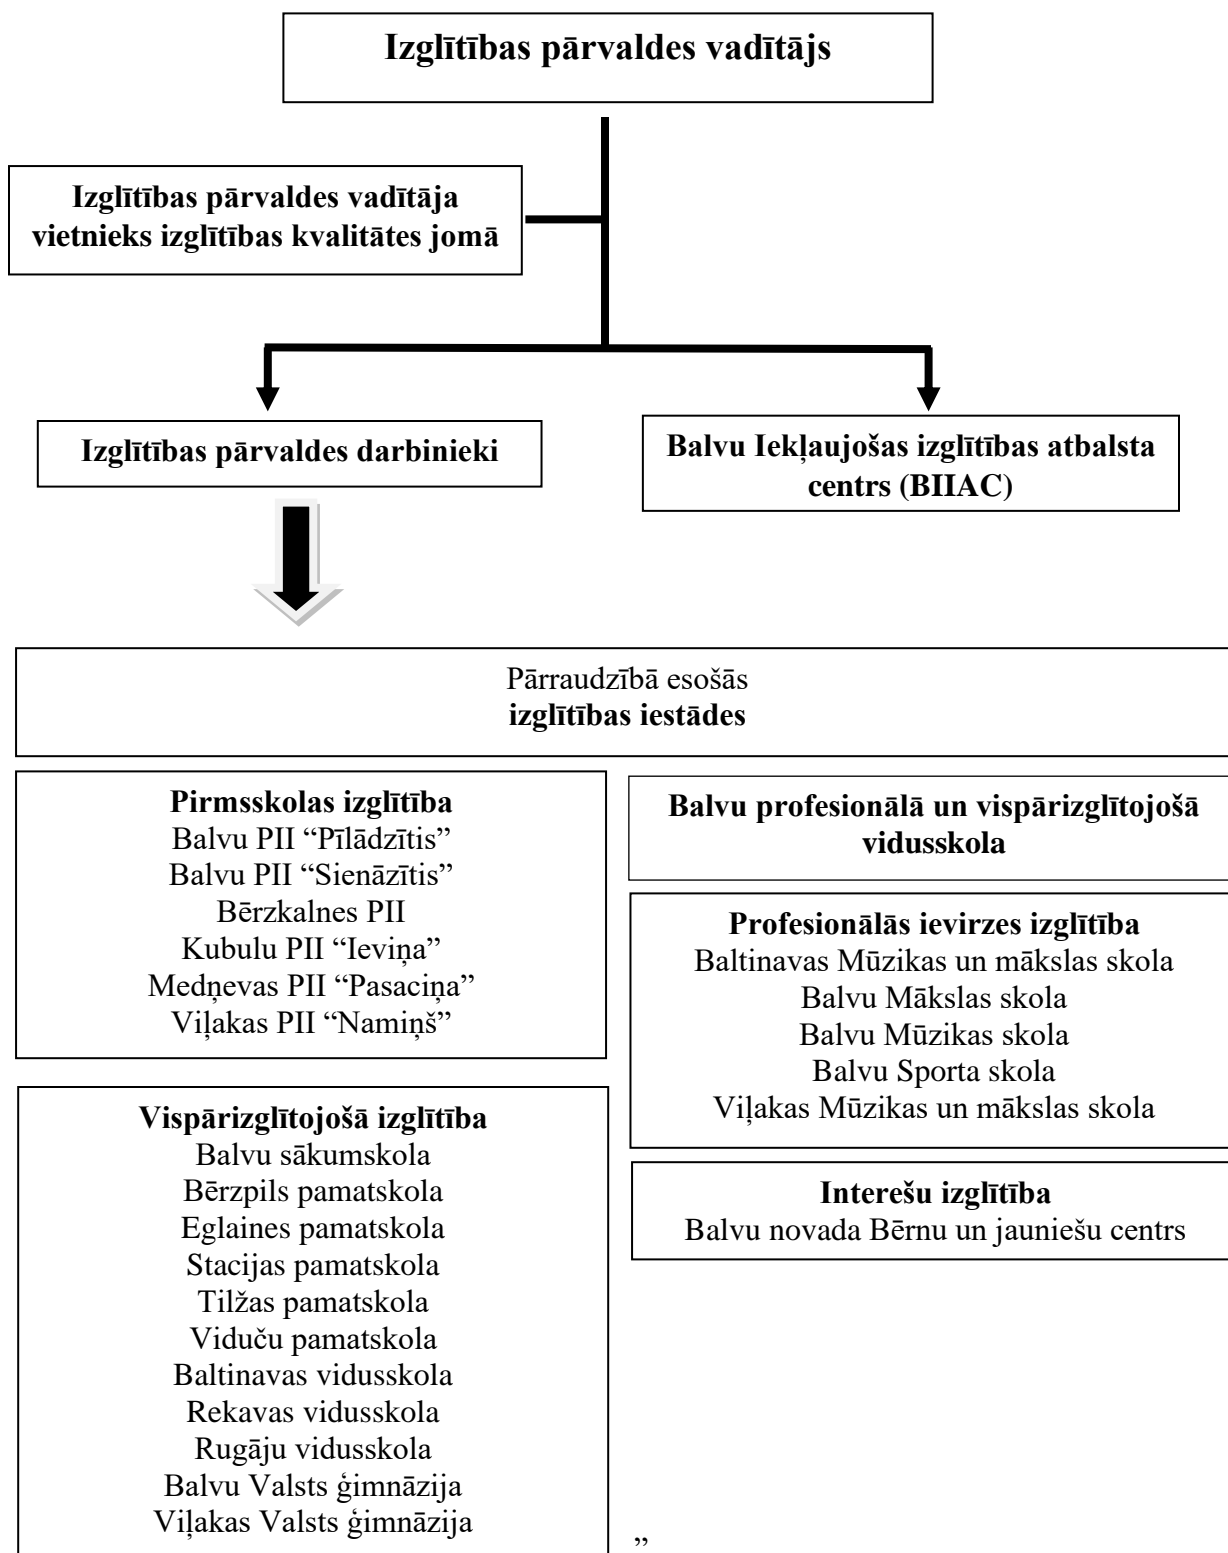 Izglītības pārvaldes vadītājs
Izglītības pārvaldes vadītāja
vietnieks izglītības kvalitātes jomā
Izglītības pārvaldes darbinieki
Balvu Iekļaujošas izglītības atbalsta
centrs (BIIAC)
Pārraudzībā esošās
izglītības iestādes
Pirmsskolas izglītība
Balvu PII “Pīlādzītis”
Balvu PII “Sienāzītis”
Bērzkalnes PII
Kubulu PII “Ieviņa”
Medņevas PII “Pasaciņa”
Viļakas PII “Namiņš”
Vispārizglītojošā izglītība
Balvu sākumskola
Bērzpils pamatskola
Eglaines pamatskola
Stacijas pamatskola
Tilžas pamatskola
Viduču pamatskola
Baltinavas vidusskola
Rekavas vidusskola
Rugāju vidusskola
Balvu Valsts ģimnāzija
Viļakas Valsts ģimnāzija
Balvu profesionālā un vispārizglītojošā
vidusskola
Profesionālās ievirzes izglītība
Baltinavas Mūzikas un mākslas skola
Balvu Mākslas skola
Balvu Mūzikas skola
Balvu Sporta skola
Viļakas Mūzikas un mākslas skola
Interešu izglītība
Balvu novada Bērnu un jauniešu centrs
”